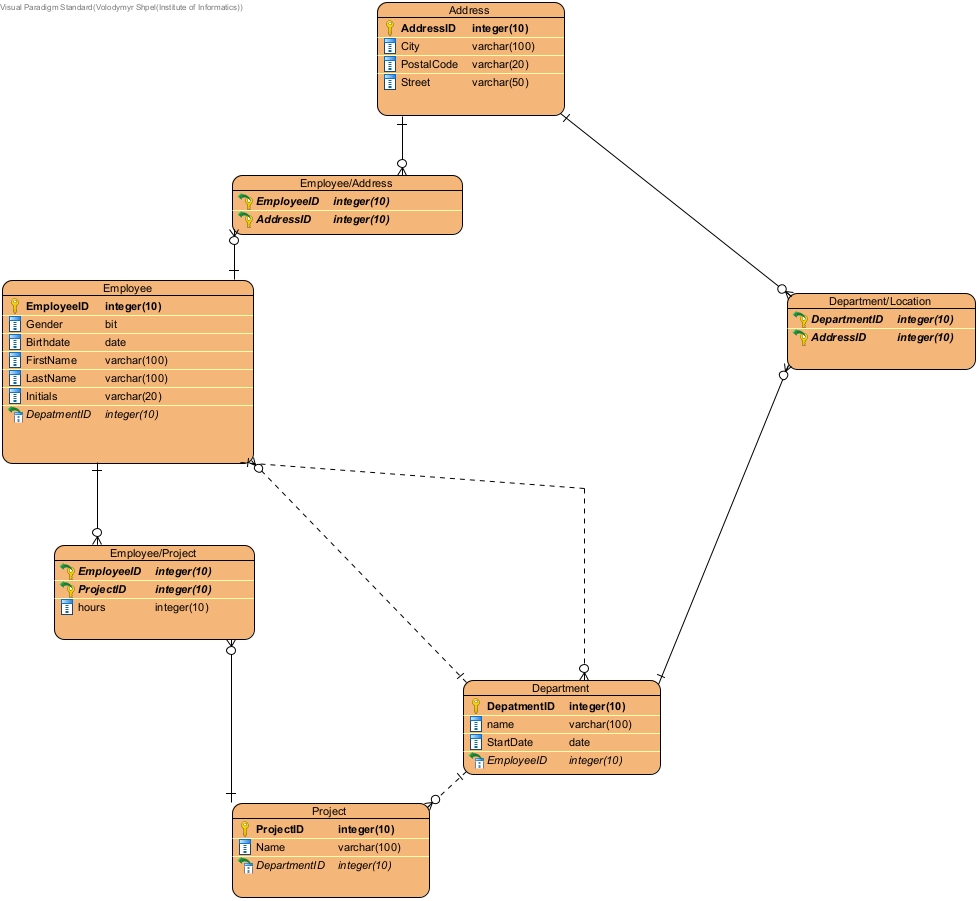 Visual Paradigm Standard(Volodymyr Shpel(Institute of Informatics))
Address
AddressID integer(10)
City varchar(100)
PostalCode varchar(20)
Street varchar(50)
Employee/Address
EmployeeID integer(10)
AddressID integer(10)
Employee
EmployeeID integer(10)
Gender bit
Birthdate date
FirstName varchar(100)
LastName varchar(100)
Initials varchar(20)
DepatmentID integer(10)
Department/Location
DepartmentID integer(10)
AddressID integer(10)
Employee/Project
EmployeeID integer(10)
ProjectID integer(10)
hours integer(10)
Department
DepatmentID integer(10)
name varchar(100)
StartDate date
EmployeeID integer(10)
Project
ProjectID integer(10)
Name varchar(100)
DepartmentID integer(10)